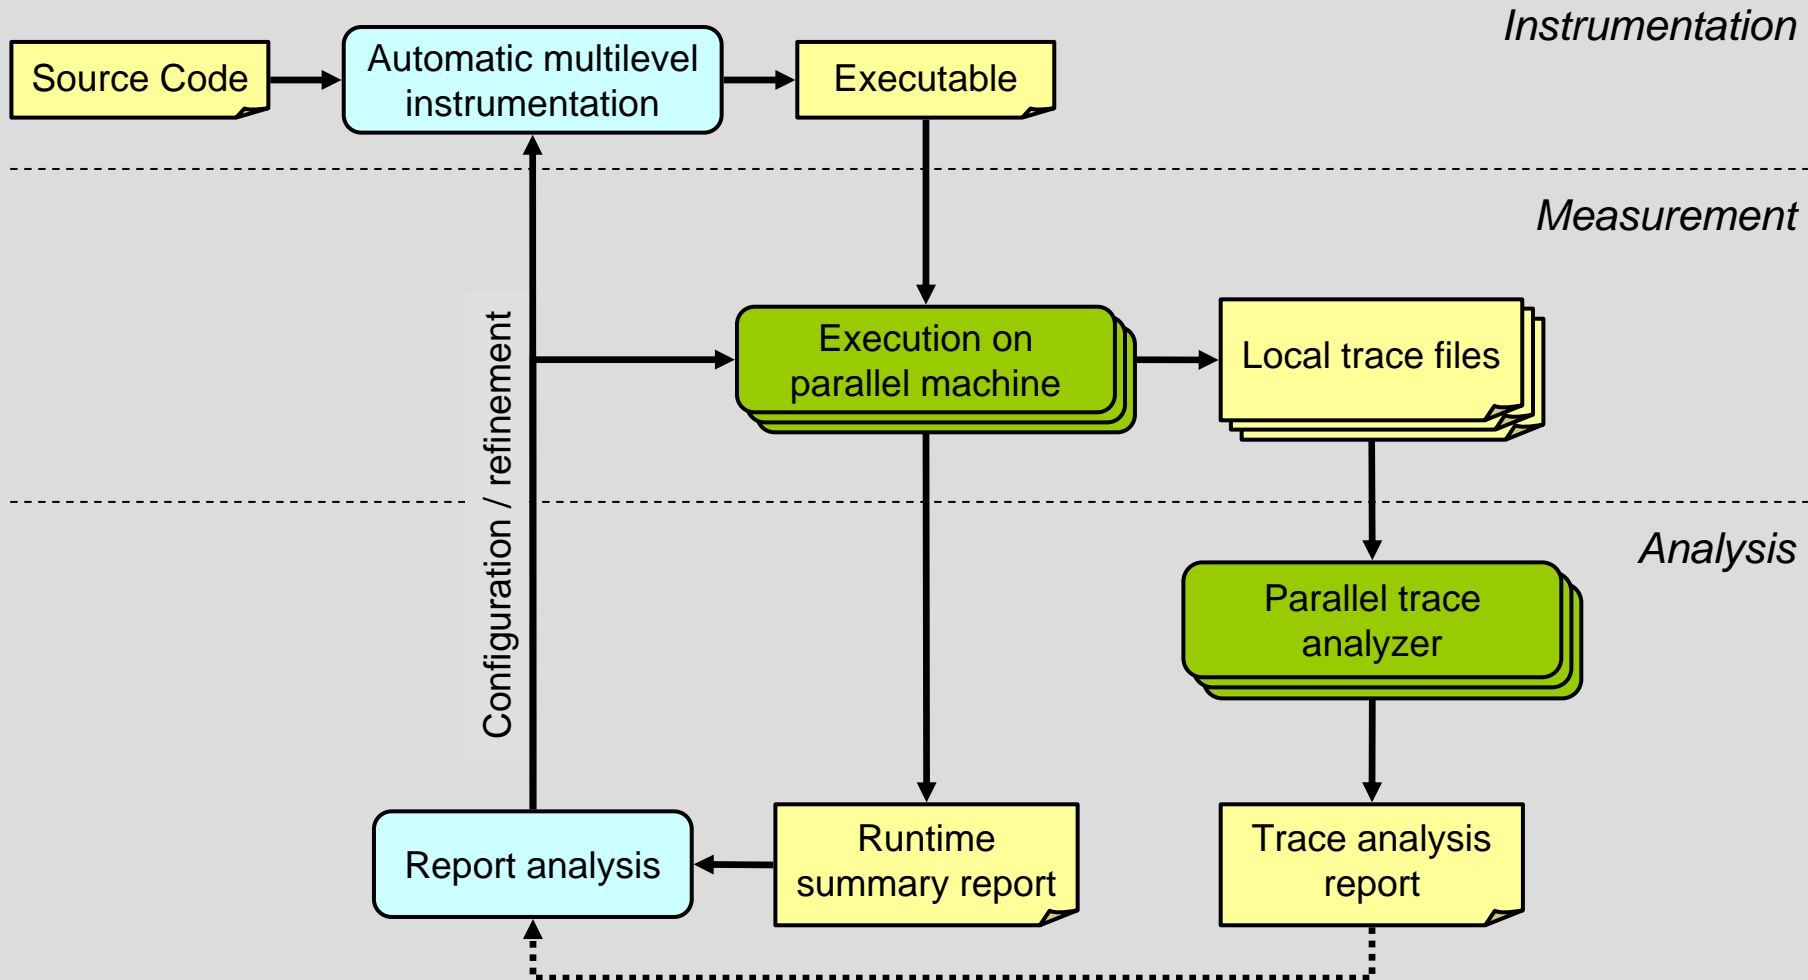 Instrumentation
Source Code
Automatic multilevel
instrumentation
Executable
Measurement
Configuration / refinement
Execution on
parallel machine
Local trace files
Analysis
Parallel trace
analyzer
Report analysis
Runtime
summary report
Trace analysis
report